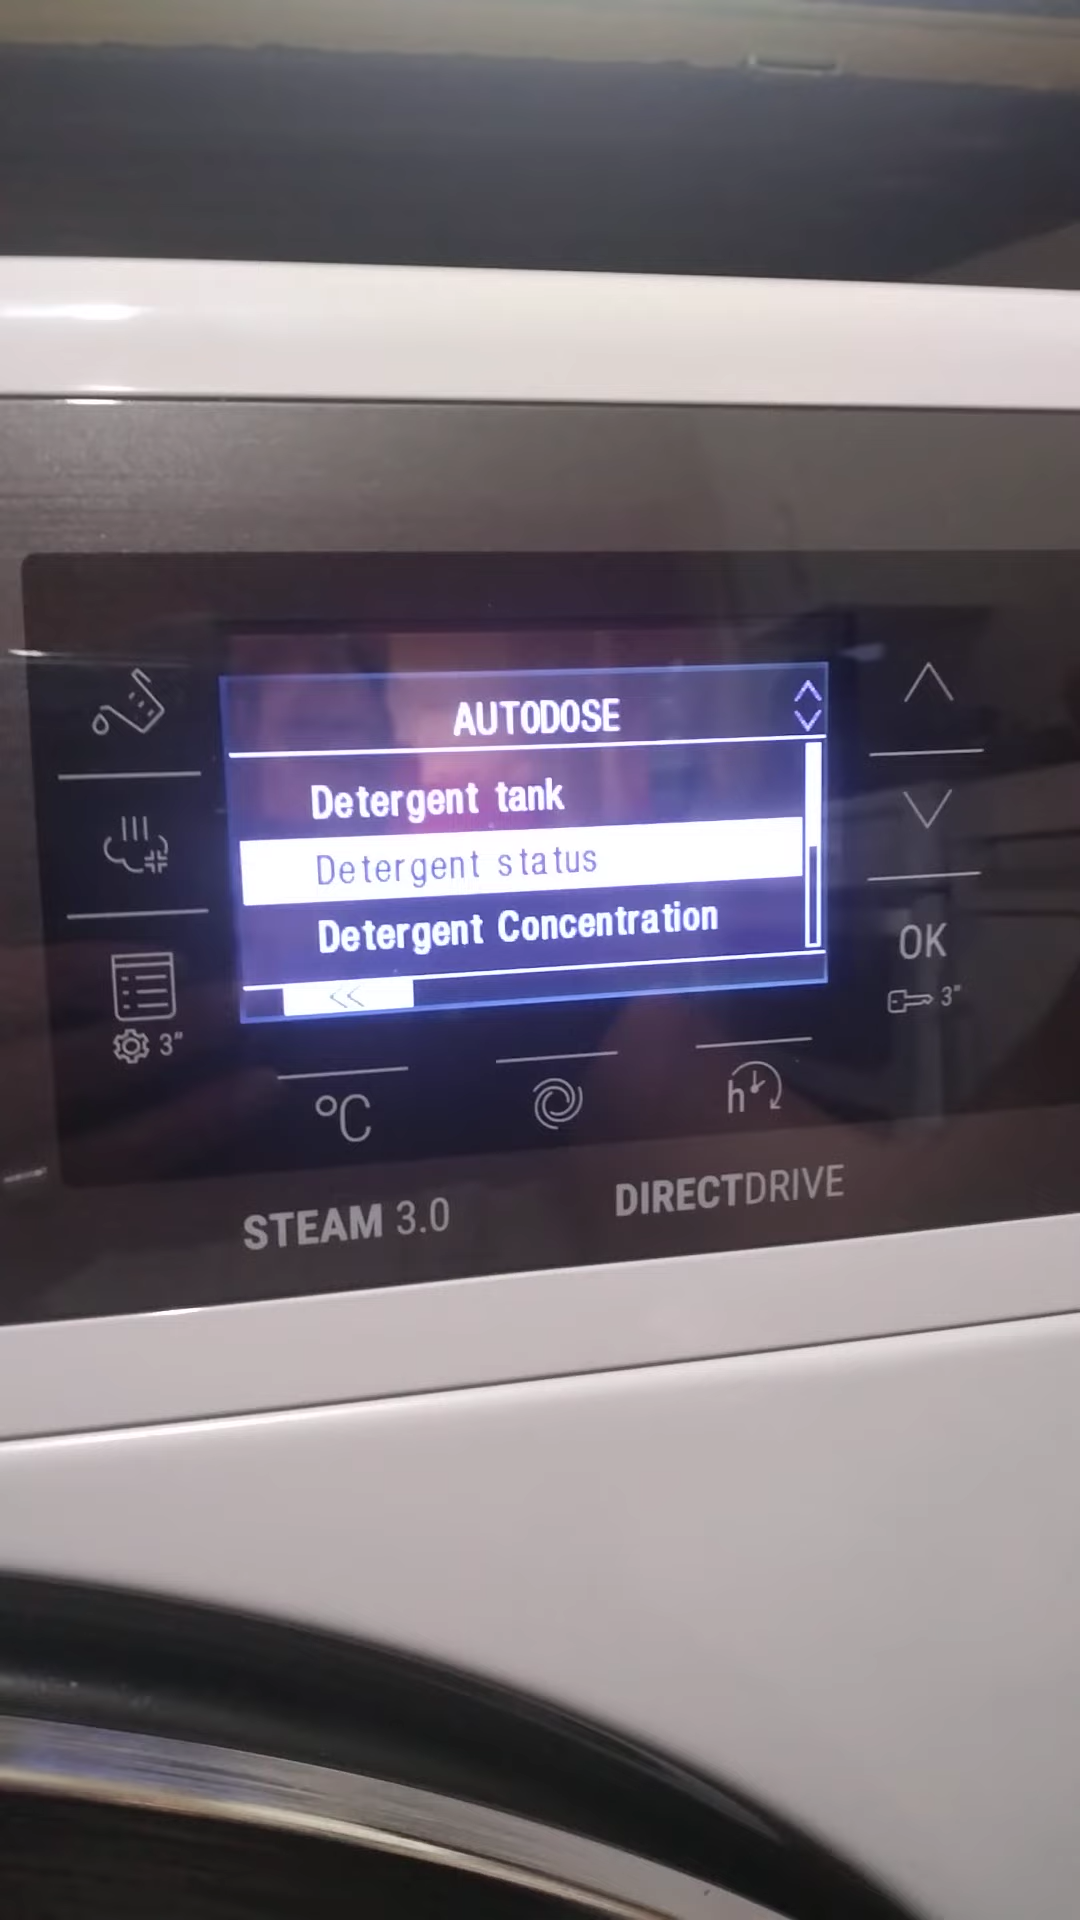 AUTODOSE
Detergent tank
Detergent status
Detergent Concentration
<<
OK
3"
3"
°C
h
STEAM 3.0
DIRECTDRIVE